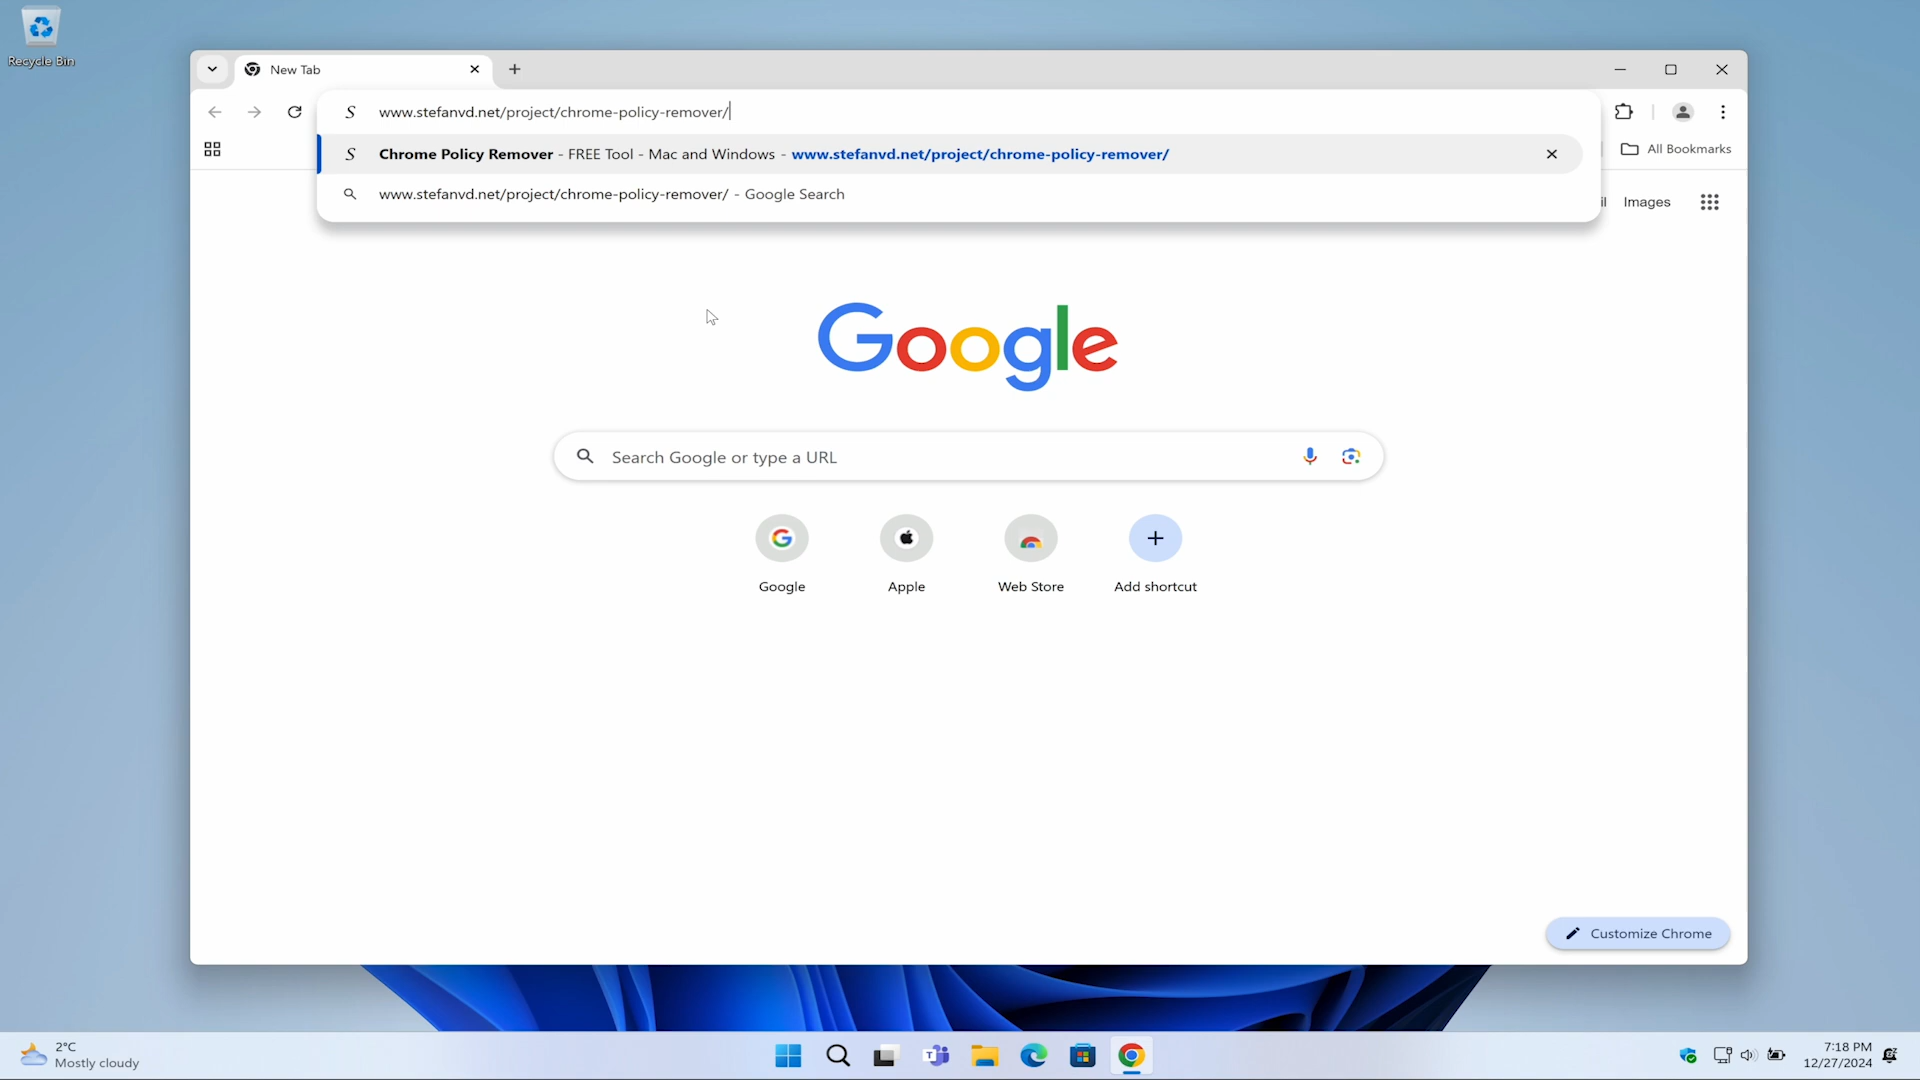 Recycle Bin
New Tab
www.stefanvd.net/project/chrome-policy-remover/
Chrome Policy Remover - FREE Tool - Mac and Windows - www.stefanvd.net/project/chrome-policy-remover/
www.stefanvd.net/project/chrome-policy-remover/ - Google Search
All Bookmarks
il Images
Google
Search Google or type a URL
Google Apple Web Store Add shortcut
Customize Chrome
2°C
Mostly cloudy
7:18 PM
12/27/2024